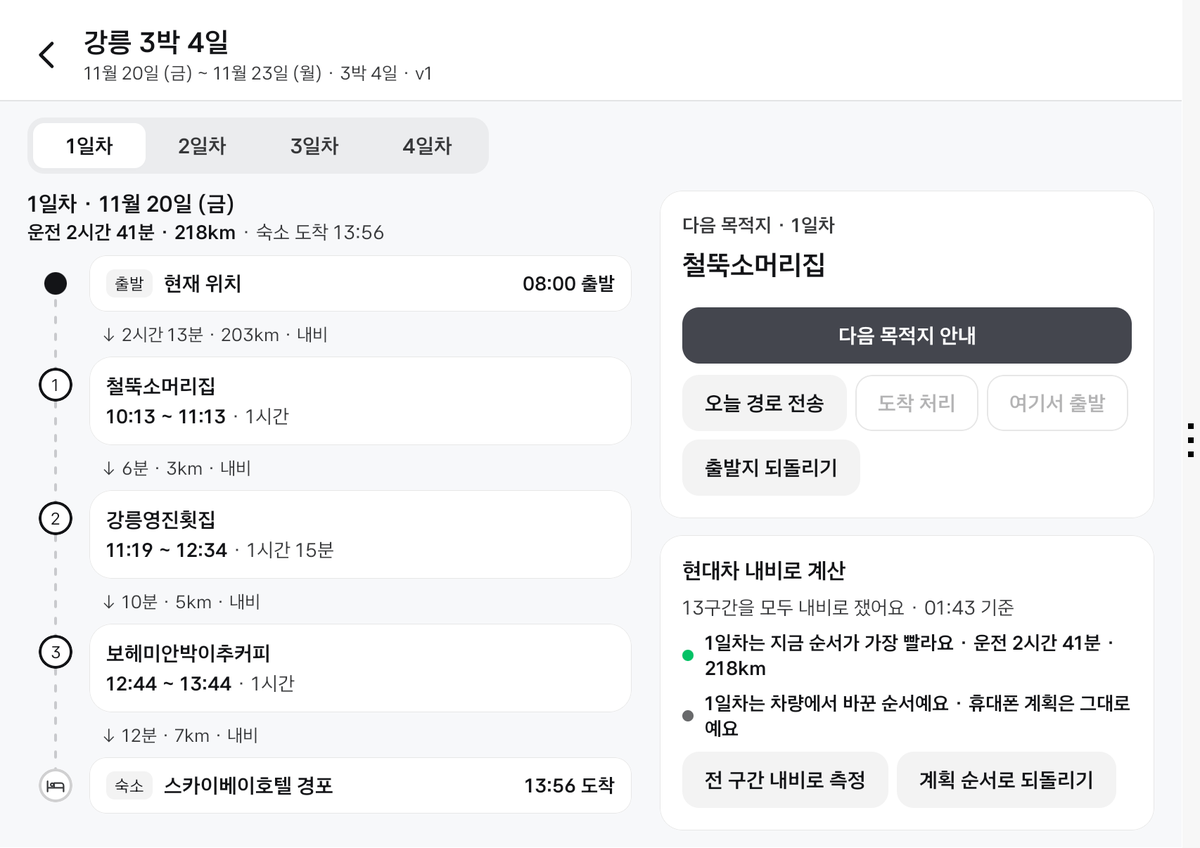 강릉 3박 4일
11월 20일 (금) ~ 11월 23일 (월) · 3박 4일 · v1
1일차 2일차 3일차 4일차
1일차 · 11월 20일 (금)
운전 2시간 41분 · 218km · 숙소 도착 13:56
출발 현재 위치 08:00 출발
↓ 2시간 13분 · 203km · 내비
1 철뚝소머리집
10:13 ~ 11:13 · 1시간
↓ 6분 · 3km · 내비
2 강릉영진횟집
11:19 ~ 12:34 · 1시간 15분
↓ 10분 · 5km · 내비
3 보헤미안박이추커피
12:44 ~ 13:44 · 1시간
↓ 12분 · 7km · 내비
숙소 스카이베이호텔 경포 13:56 도착
다음 목적지 · 1일차
철뚝소머리집
다음 목적지 안내
오늘 경로 전송 도착 처리 여기서 출발
출발지 되돌리기
현대차 내비로 계산
13구간을 모두 내비로 쟀어요 · 01:43 기준
1일차는 지금 순서가 가장 빨라요 · 운전 2시간 41분 ·
218km
1일차는 차량에서 바꾼 순서예요 · 휴대폰 계획은 그대로
예요
전 구간 내비로 측정 계획 순서로 되돌리기